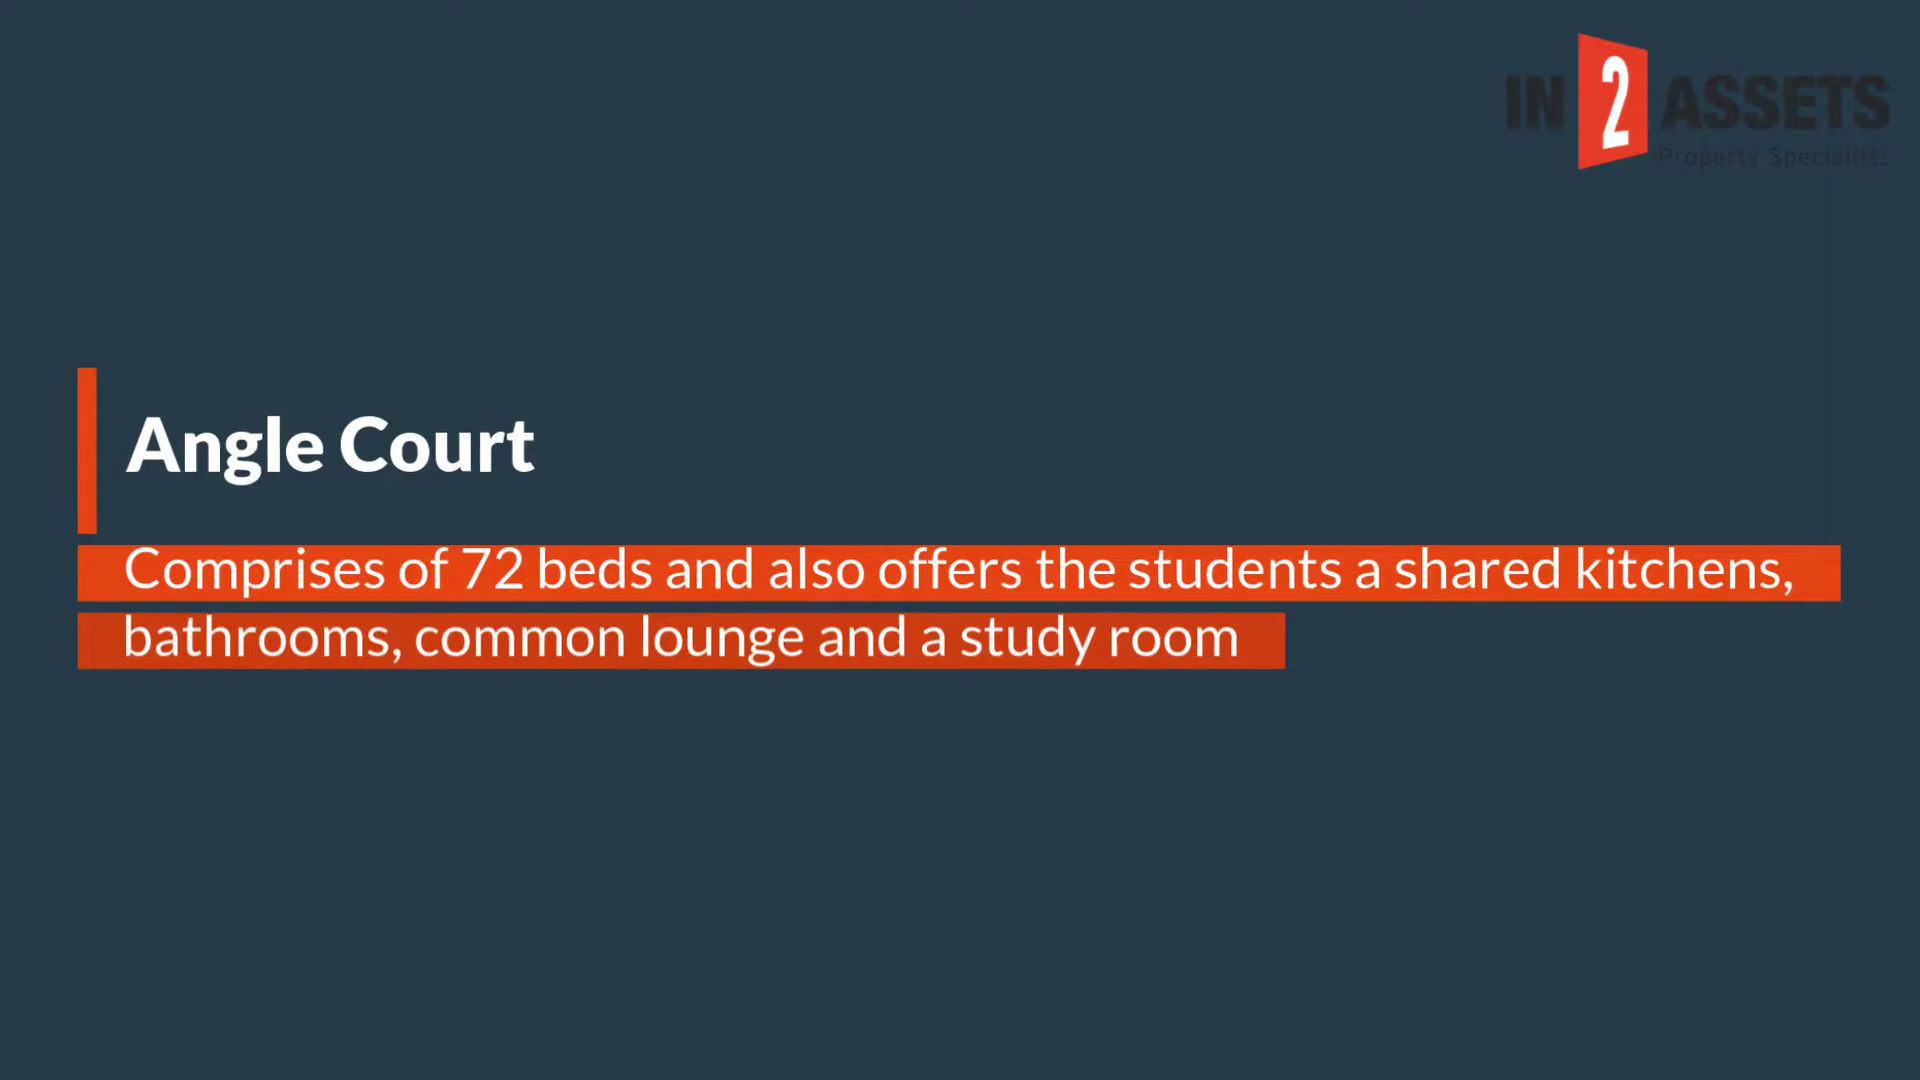 IN 2 ASSETS
Property Specialists
Angle Court
Comprises of 72 beds and also offers the students a shared kitchens,
bathrooms, common lounge and a study room